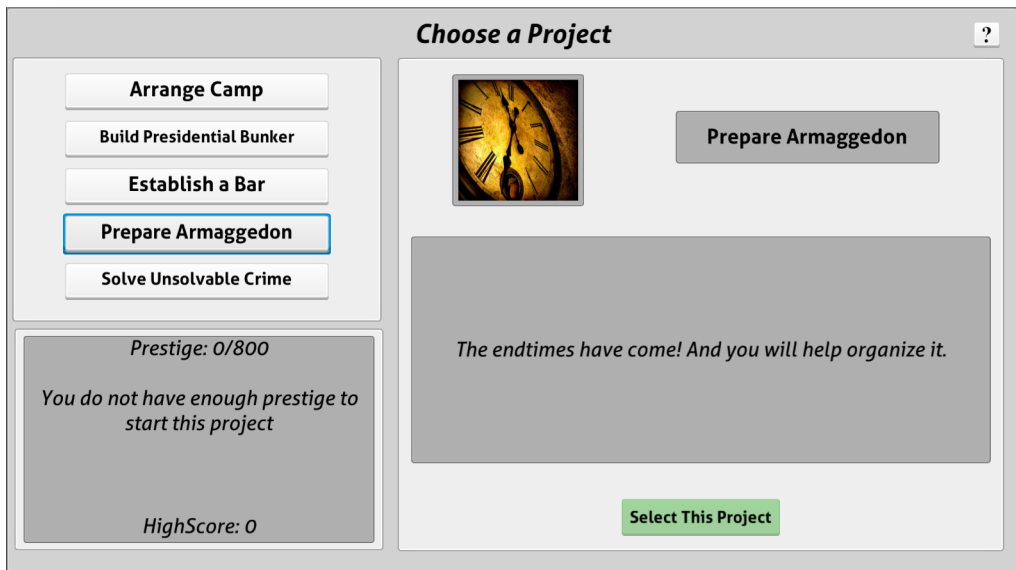 Choose a Project
?
Arrange Camp
Build Presidential Bunker
Establish a Bar
Prepare Armaggedon
Solve Unsolvable Crime
Prestige: 0/800
You do not have enough prestige to
start this project
HighScore: 0
Prepare Armaggedon
The endtimes have come! And you will help organize it.
Select This Project